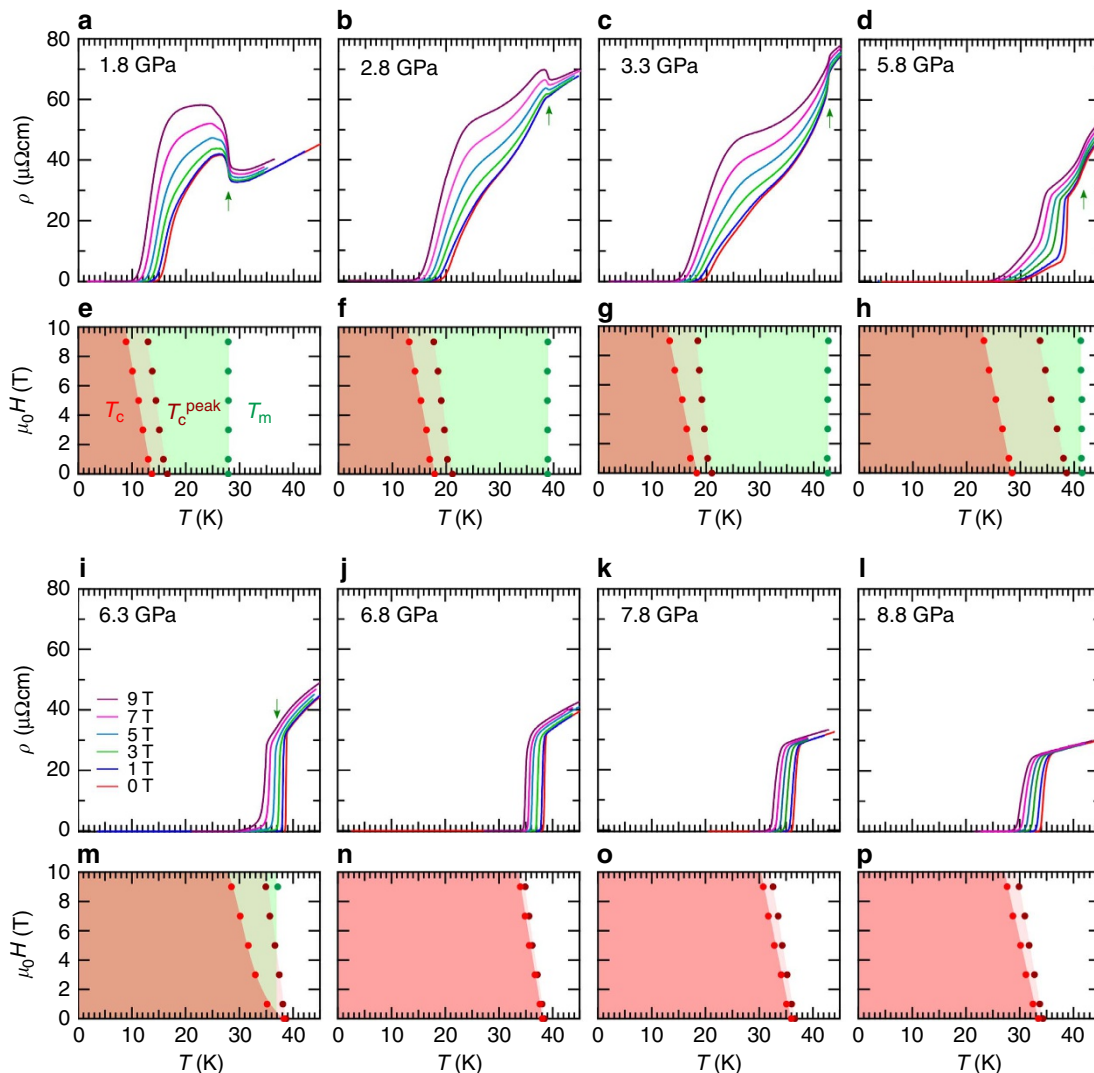 a
b
c
d
80
60
40
20
0
ρ (μΩcm)
1.8 GPa
2.8 GPa
3.3 GPa
5.8 GPa
e
f
g
h
10
8
6
4
2
0
μ₀H (T)
T_c
T_c^peak
T_m
0 10 20 30 40
0 10 20 30 40
0 10 20 30 40
0 10 20 30 40
T (K)
T (K)
T (K)
T (K)
i
j
k
l
80
60
40
20
0
ρ (μΩcm)
6.3 GPa
6.8 GPa
7.8 GPa
8.8 GPa
9 T
7 T
5 T
3 T
1 T
0 T
m
n
o
p
10
8
6
4
2
0
μ₀H (T)
0 10 20 30 40
0 10 20 30 40
0 10 20 30 40
0 10 20 30 40
T (K)
T (K)
T (K)
T (K)